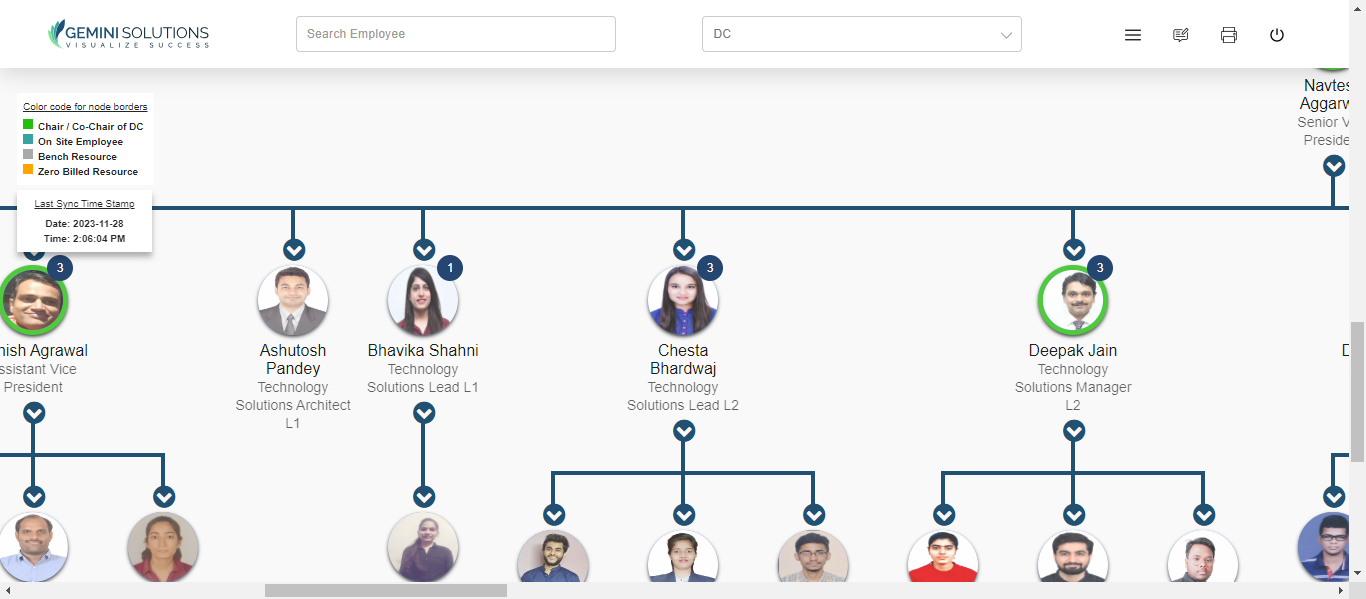 GEMINI SOLUTIONS
VISUALIZE SUCCESS
Search Employee
DC
Color code for node borders
Chair / Co-Chair of DC
On Site Employee
Bench Resource
Zero Billed Resource
Last Sync Time Stamp
Date: 2023-11-28
Time: 2:06:04 PM
Navtes
Aggarw
Senior V
Preside
3
1
3
3
nish Agrawal
ssistant Vice
President
Ashutosh
Pandey
Technology
Solutions Architect
L1
Bhavika Shahni
Technology
Solutions Lead L1
Chesta
Bhardwaj
Technology
Solutions Lead L2
Deepak Jain
Technology
Solutions Manager
L2
D